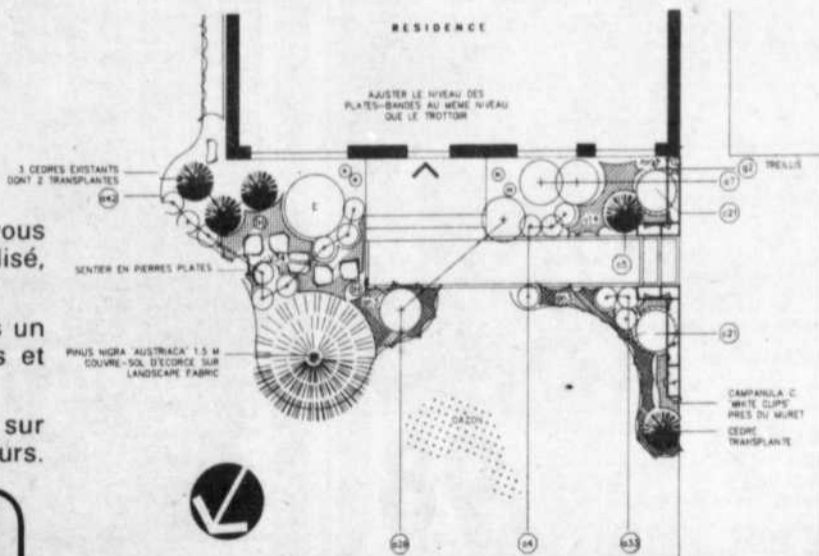 RESIDENCE
AJUSTER LE NIVEAU DES
PLATES-BANDES AU MEME NIVEAU
QUE LE TROTTOIR
3 CEDRES EXISTANTS
DONT 2 TRANSPLANTES
TREILLIS
vous
lisé,
SENTIER EN PIERRES PLATES
s un
s et
PINUS NIGRA 'AUSTRIACA' 1.5 M
COUVRE-SOL D'ECORCE SUR
LANDSCAPE FABRIC
sur
urs.
GAZON
CAMPANULA C.
'WHITE CLIPS'
PRES DU MURET
CEDRE
TRANSPLANTE